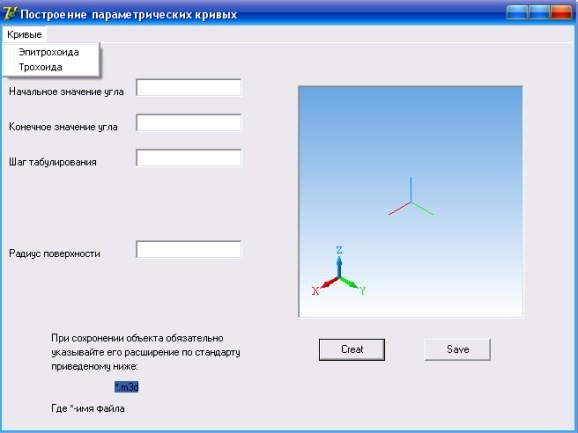 Построение параметрических кривых
Кривые
Эпитрохоида
Трохоида
Начальное значение угла
Конечное значение угла
Шаг табулирования
Радиус поверхности
Z
X
Y
При сохронении объекта обязательно
указывайте его расширение по стандарту
приведеному ниже:
*.m3d
Где *-имя файла
Creat
Save